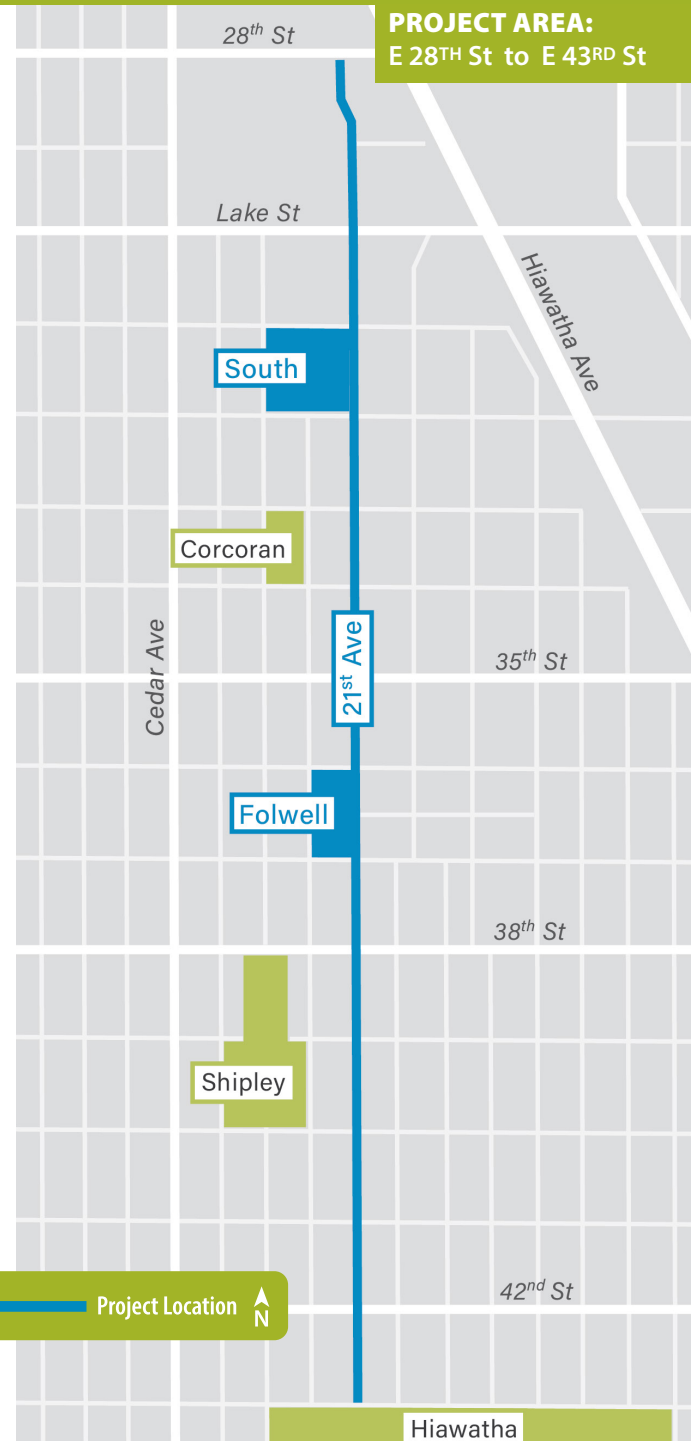 28th St
PROJECT AREA:
E 28TH St to E 43RD St
Lake St
Hiawatha Ave
South
Corcoran
Cedar Ave
21st Ave
35th St
Folwell
38th St
Shipley
Project Location
N
42nd St
Hiawatha